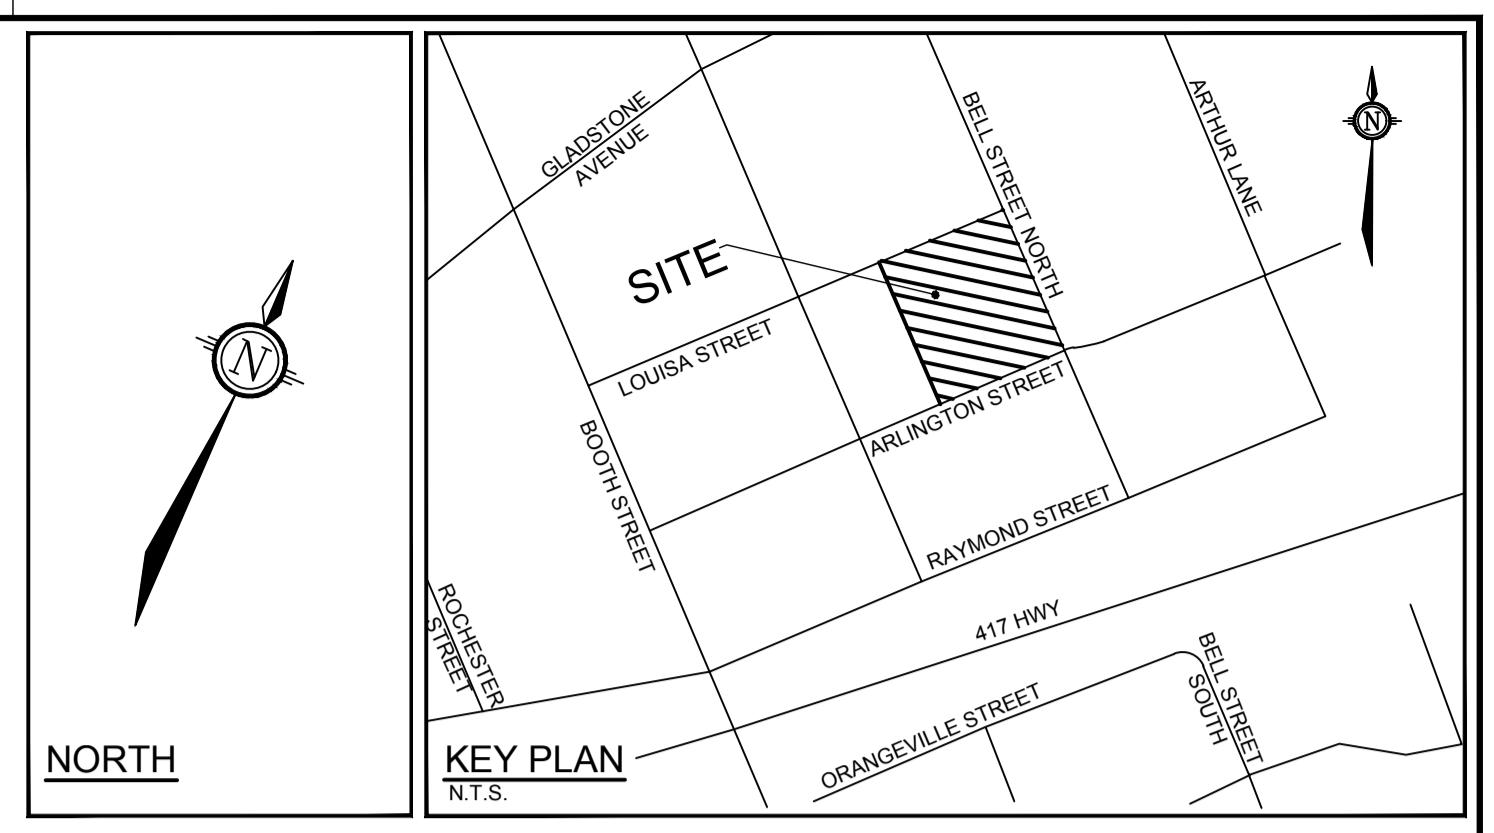 N
NORTH
GLADSTONE
AVENUE
BELL STREET NORTH
ARTHUR LANE
N
SITE
LOUISA STREET
ARLINGTON STREET
BOOTH STREET
RAYMOND STREET
ROCHESTER
STREET
417 HWY
ORANGEVILLE STREET
BELL STREET
SOUTH
KEY PLAN
N.T.S.